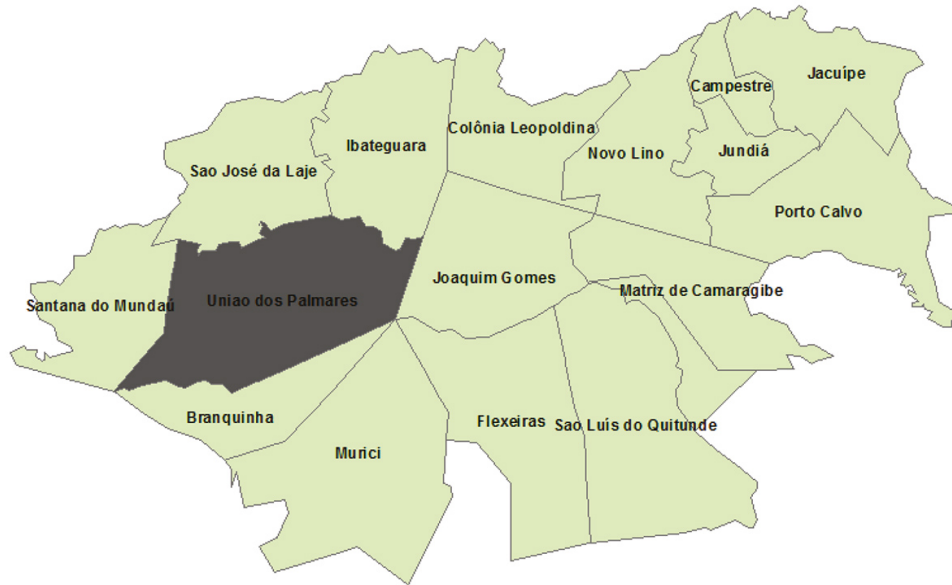 Jacuípe
Campestre
Colônia Leopoldina
Ibateguara
Novo Lino
Jundiá
Sao José da Laje
Porto Calvo
Joaquim Gomes
Matriz de Camaragibe
Uniao dos Palmares
Santana do Mundaú
Branquinha
Flexeiras
Sao Luís do Quitunde
Murici